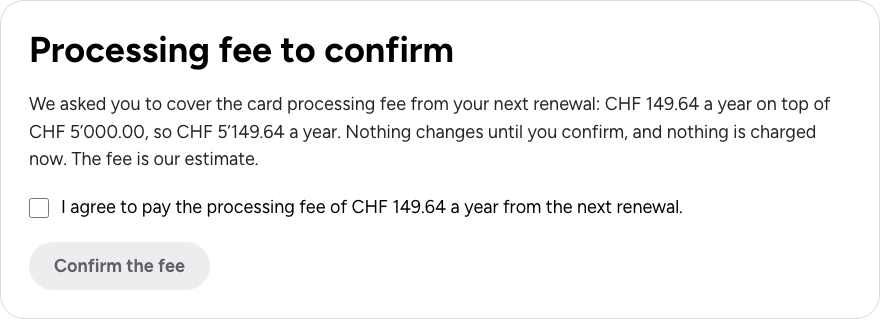 Processing fee to confirm
We asked you to cover the card processing fee from your next renewal: CHF 149.64 a year on top of
CHF 5’000.00, so CHF 5’149.64 a year. Nothing changes until you confirm, and nothing is charged
now. The fee is our estimate.
I agree to pay the processing fee of CHF 149.64 a year from the next renewal.
Confirm the fee